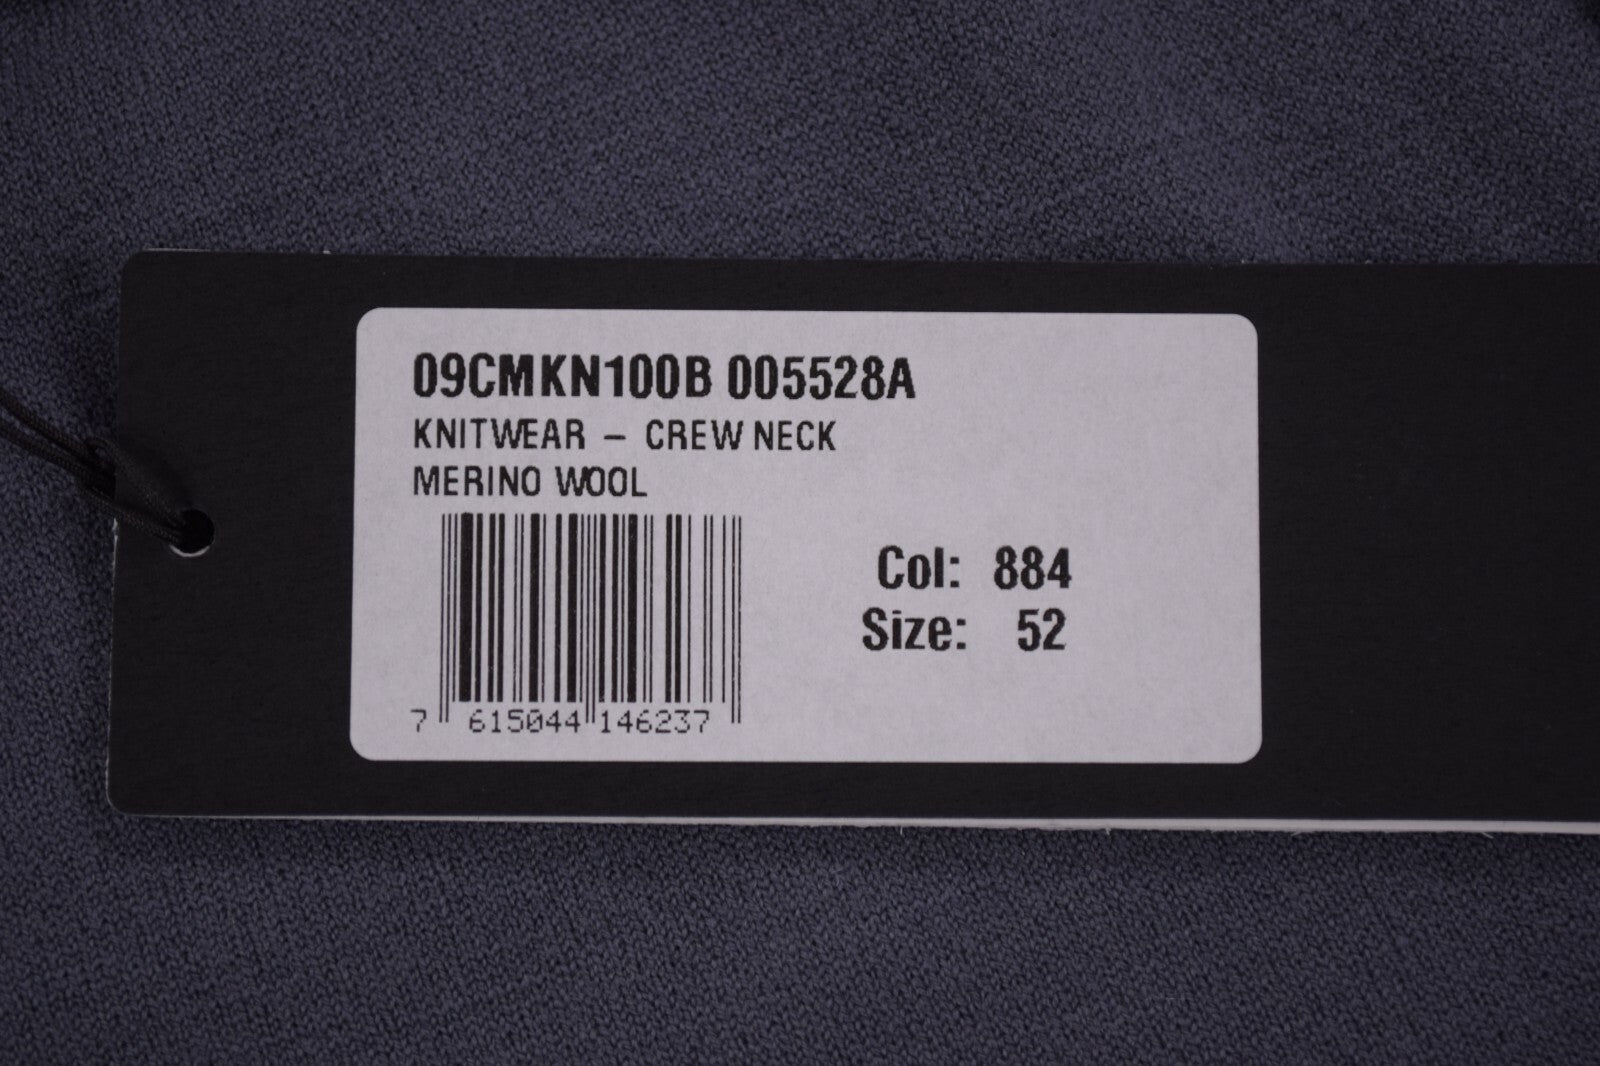 09CMKN100B 005528A
KNITWEAR – CREW NECK
MERINO WOOL
Col: 884
Size: 52
7 615044 146237